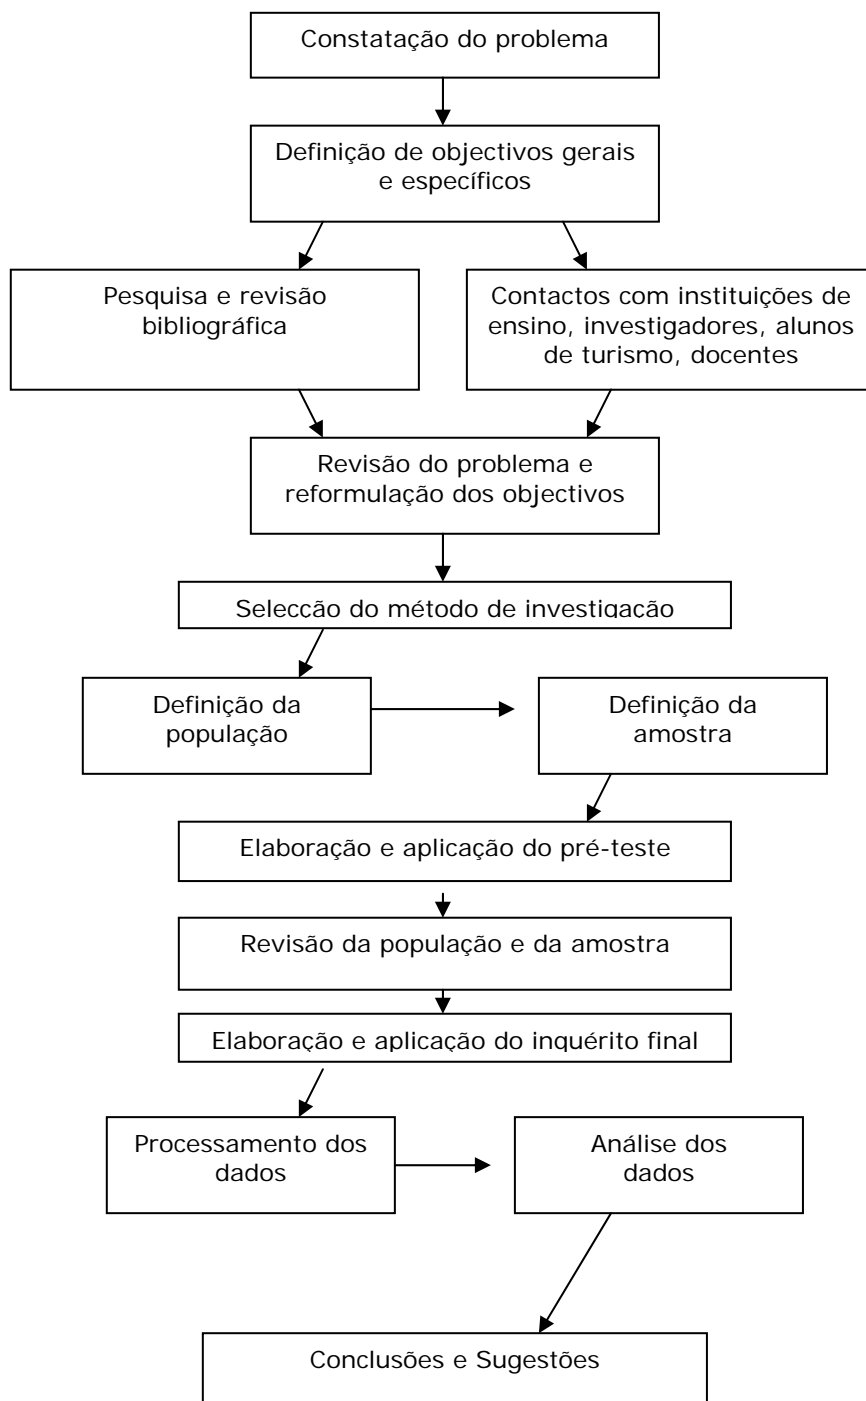 Constatação do problema
Definição de objectivos gerais
e específicos
Pesquisa e revisão
bibliográfica
Contactos com instituições de
ensino, investigadores, alunos
de turismo, docentes
Revisão do problema e
reformulação dos objectivos
Selecção do método de investigação
Definição da
população
Definição da
amostra
Elaboração e aplicação do pré-teste
Revisão da população e da amostra
Elaboração e aplicação do inquérito final
Processamento dos
dados
Análise dos
dados
Conclusões e Sugestões